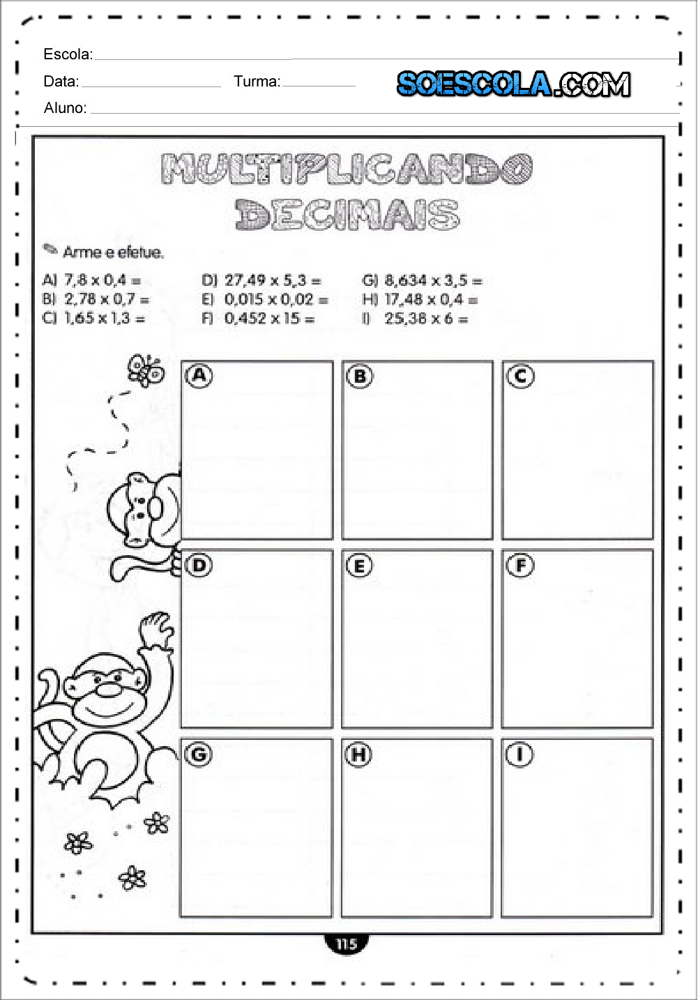 Escola:
Data: Turma:
SOESCOLA.COM
Aluno:
MULTIPLICANDO
DECIMAIS
Arme e efetue.
A) 7,8 x 0,4 = D) 27,49 x 5,3 = G) 8,634 x 3,5 =
B) 2,78 x 0,7 = E) 0,015 x 0,02 = H) 17,48 x 0,4 =
C) 1,65 x 1,3 = F) 0,452 x 15 = I) 25,38 x 6 =
A B C
D E F
G H I
115